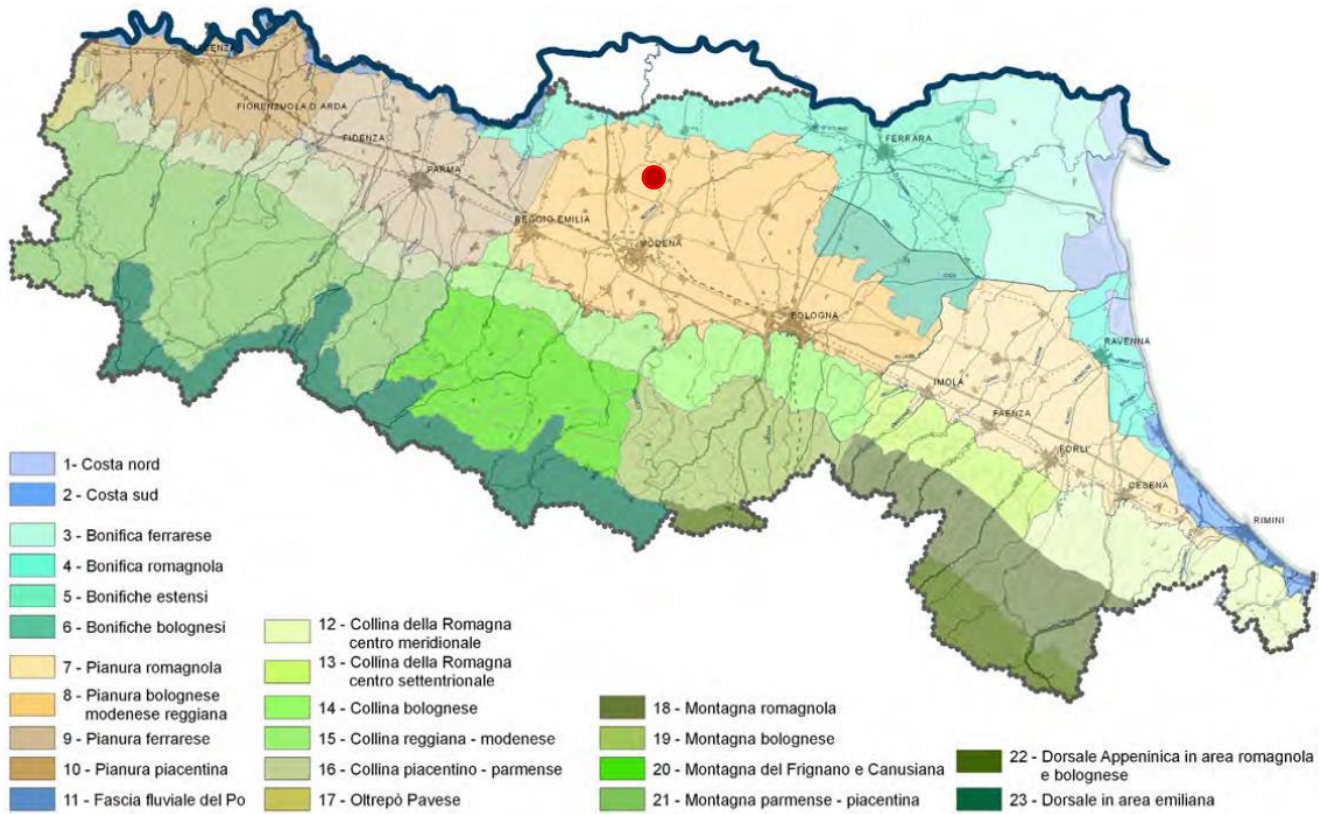 FIORENZUOLA D'ARDA
FIDENZA
PARMA
REGGIO EMILIA
MODENA
BOLOGNA
FERRARA
RAVENNA
IMOLA
FAENZA
FORLI'
CESENA
RIMINI
1- Costa nord
2 - Costa sud
3 - Bonifica ferrarese
4 - Bonifica romagnola
5 - Bonifiche estensi
6 - Bonifiche bolognesi
7 - Pianura romagnola
8 - Pianura bolognese
modenese reggiana
9 - Pianura ferrarese
10 - Pianura piacentina
11 - Fascia fluviale del Po
12 - Collina della Romagna
centro meridionale
13 - Collina della Romagna
centro settentrionale
14 - Collina bolognese
15 - Collina reggiana - modenese
16 - Collina piacentino - parmense
17 - Oltrepò Pavese
18 - Montagna romagnola
19 - Montagna bolognese
20 - Montagna del Frignano e Canusiana
21 - Montagna parmense - piacentina
22 - Dorsale Appeninica in area romagnola
e bolognese
23 - Dorsale in area emiliana